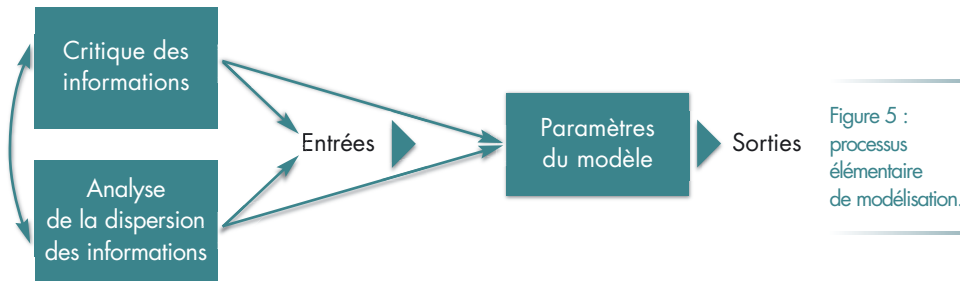 Critique des
informations
Entrées
Analyse
de la dispersion
des informations
Paramètres
du modèle
Sorties
Figure 5 :
processus
élémentaire
de modélisation.